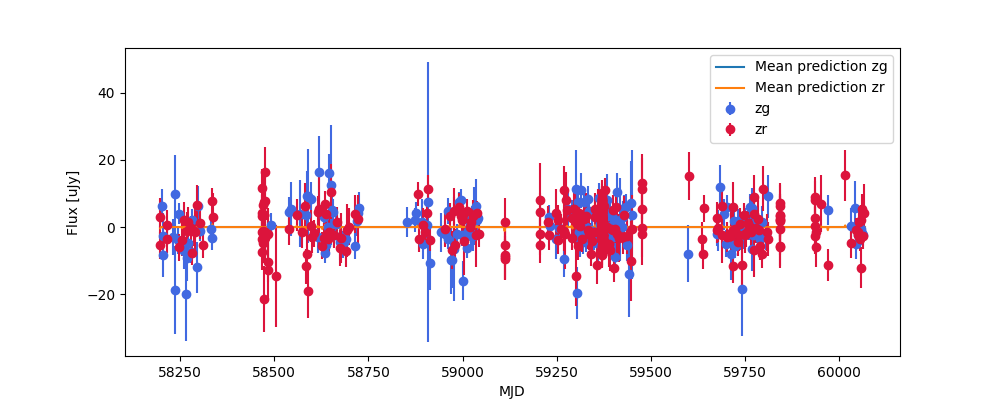 Mean prediction zg
Mean prediction zr
zg
zr
Flux [uJy]
40
20
0
−20
58250
58500
58750
59000
59250
59500
59750
60000
MJD